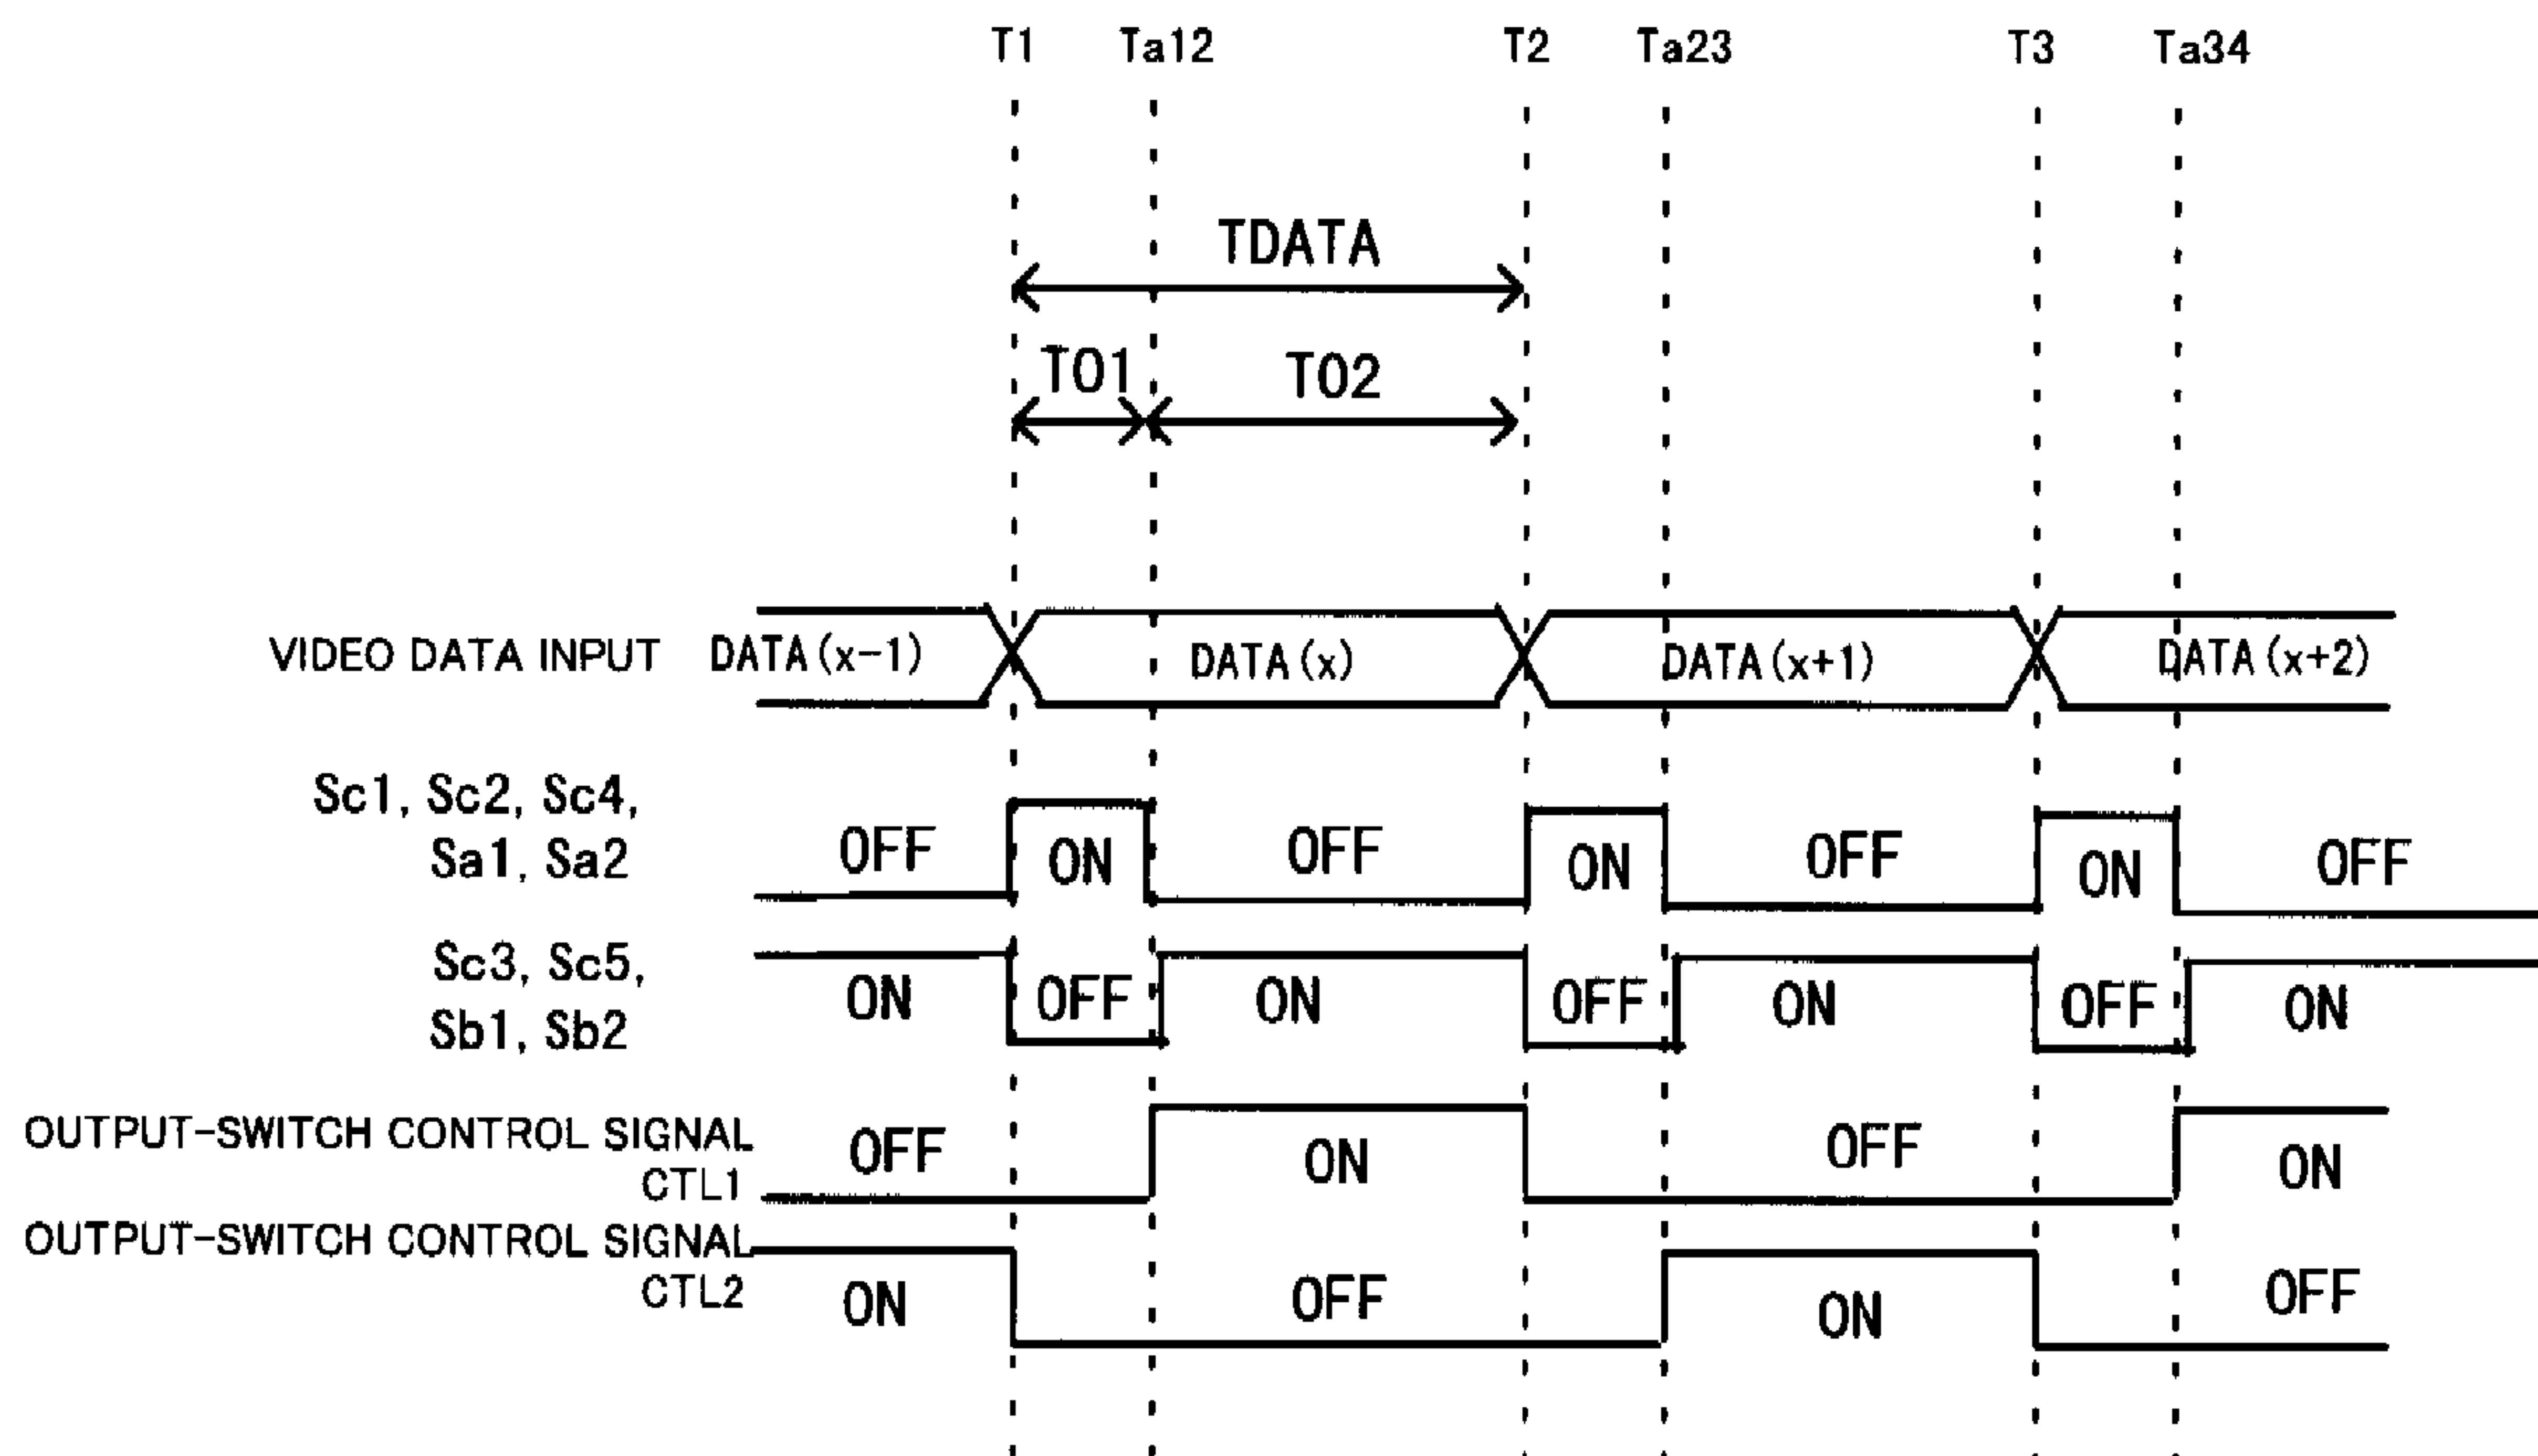 T1 Ta12 T2 Ta23 T3 Ta34
TDATA
T01 T02
VIDEO DATA INPUT DATA(x-1) DATA(x) DATA(x+1) DATA(x+2)
Sc1, Sc2, Sc4,
Sa1, Sa2
OFF ON OFF ON OFF ON OFF
Sc3, Sc5,
Sb1, Sb2
ON OFF ON OFF ON OFF ON
OUTPUT-SWITCH CONTROL SIGNAL
CTL1
OFF ON OFF ON
OUTPUT-SWITCH CONTROL SIGNAL
CTL2
ON OFF ON OFF